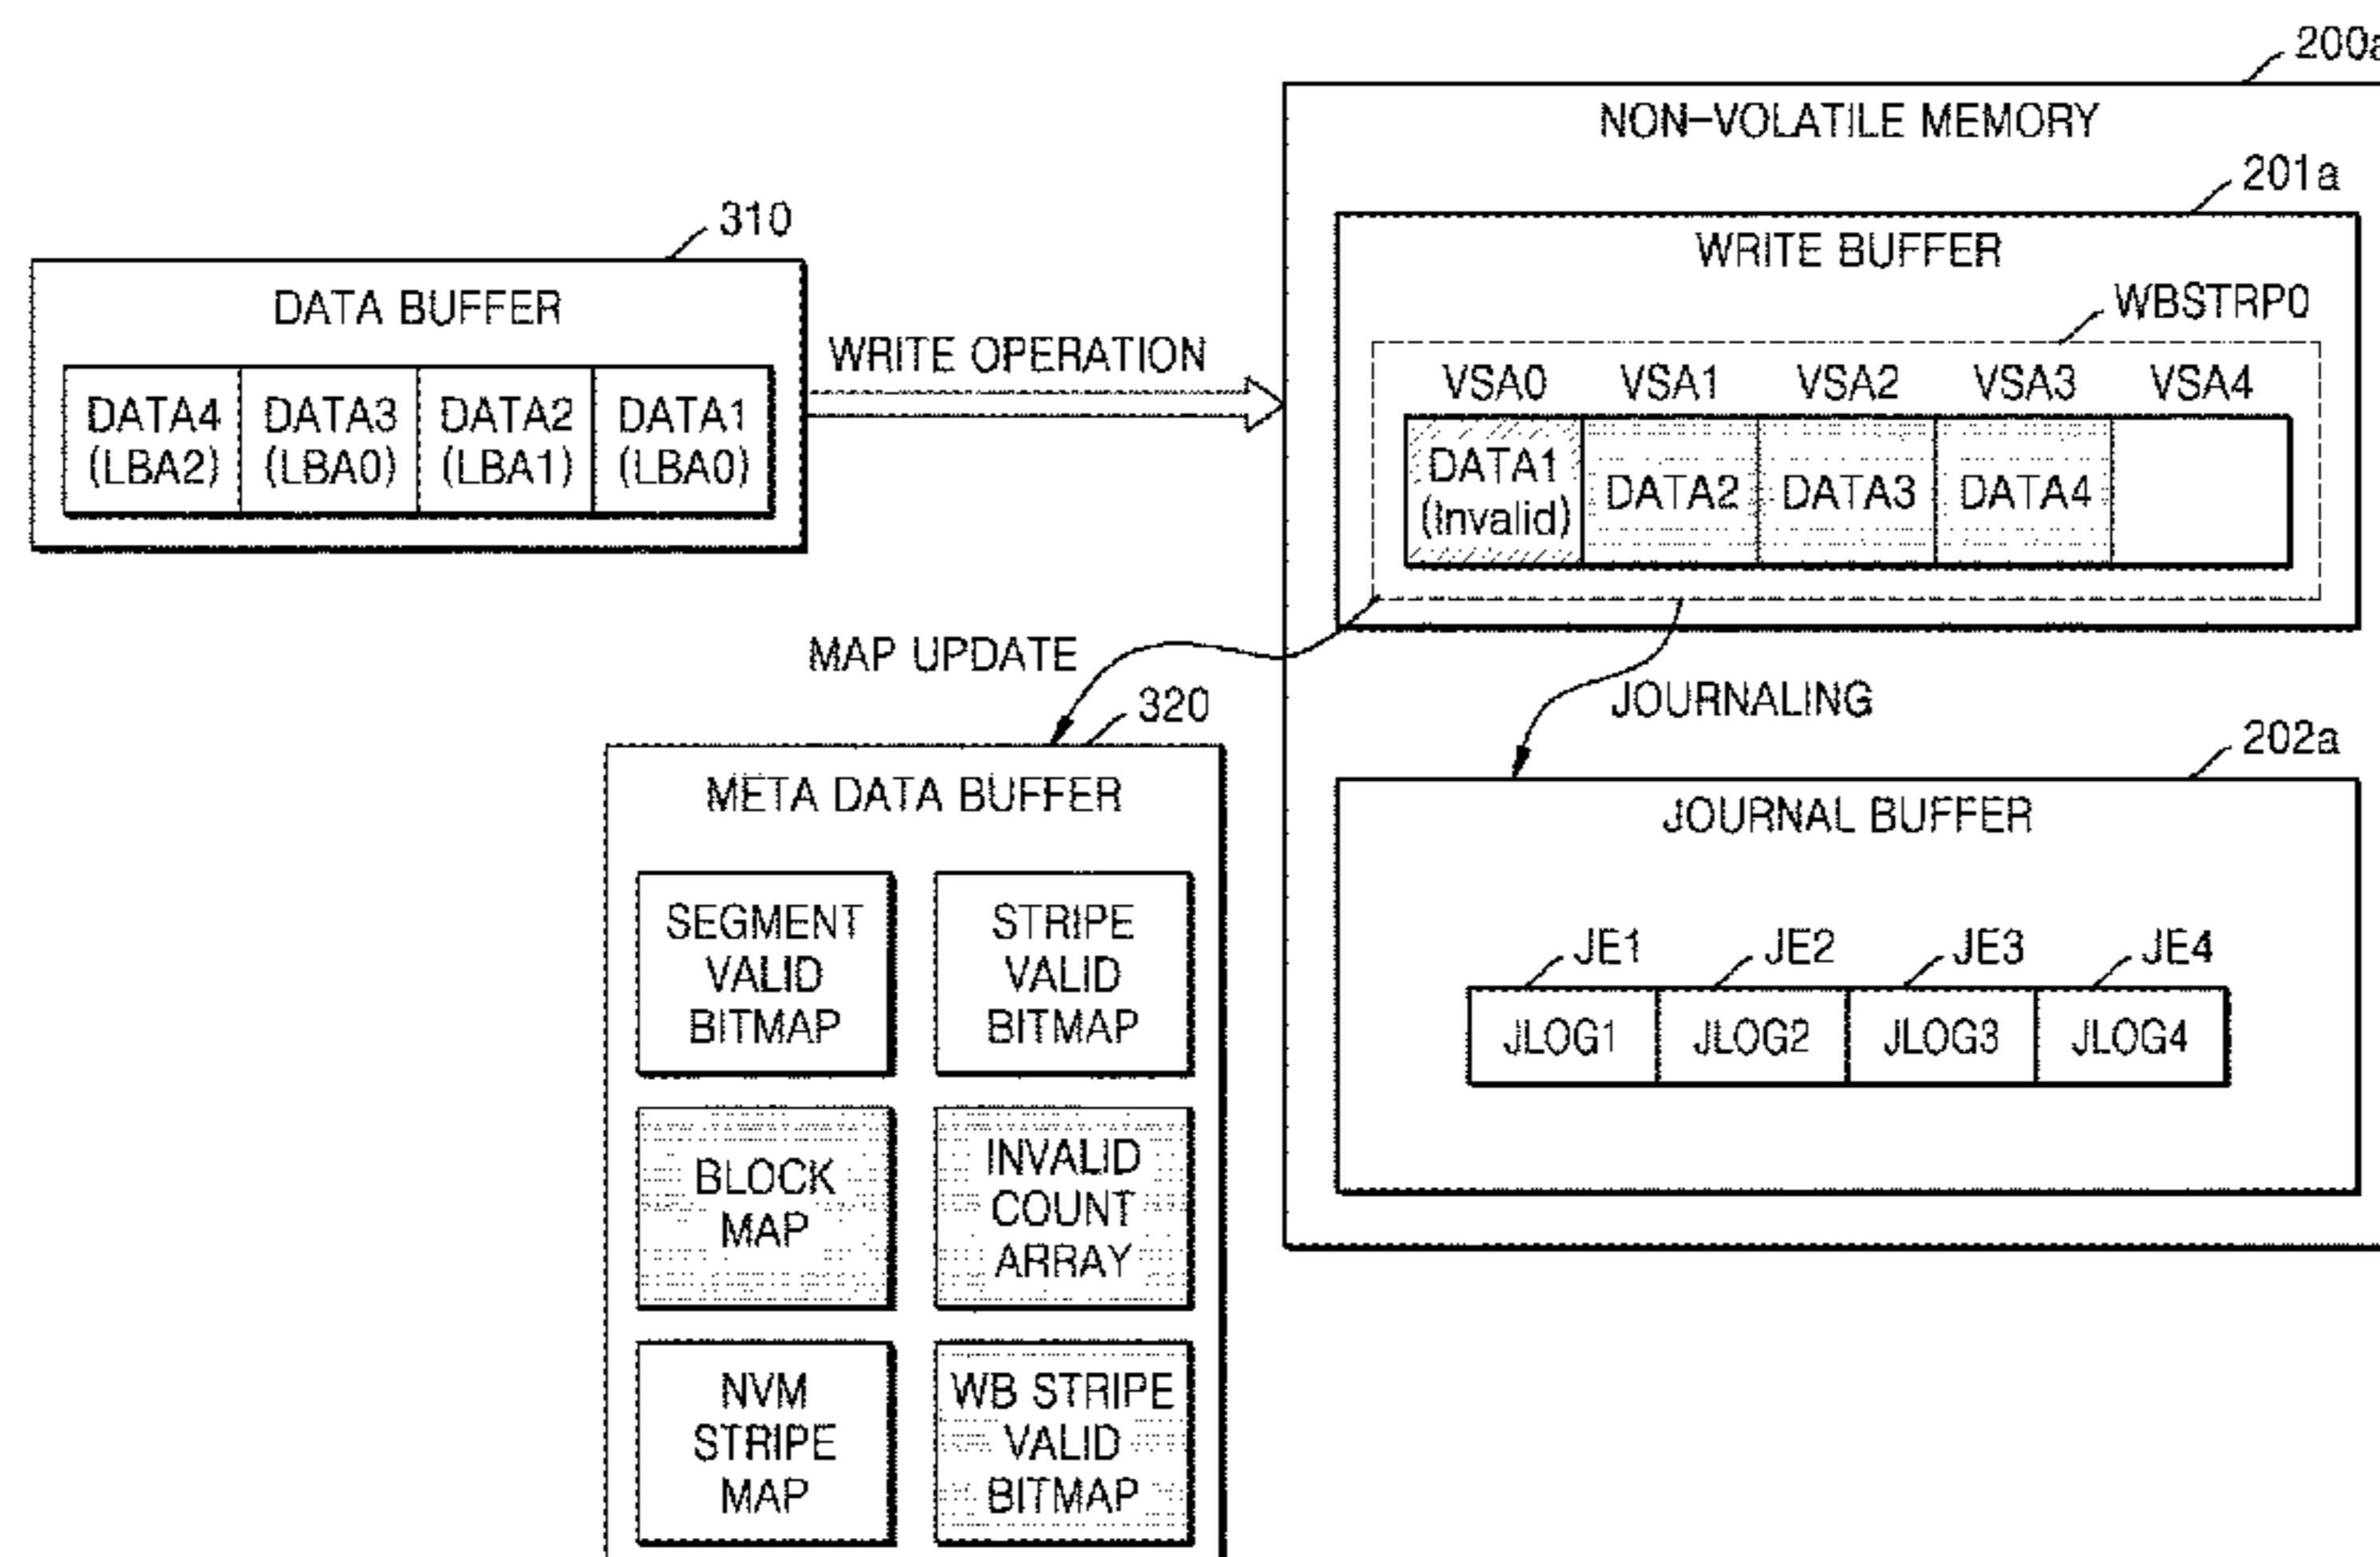 200a
NON-VOLATILE MEMORY
201a
WRITE BUFFER
WBSTRP0
VSA0 VSA1 VSA2 VSA3 VSA4
DATA1
(Invalid)
DATA2 DATA3 DATA4
310
DATA BUFFER
DATA4 DATA3 DATA2 DATA1
(LBA2) (LBA0) (LBA1) (LBA0)
WRITE OPERATION
MAP UPDATE
JOURNALING
320
META DATA BUFFER
SEGMENT
VALID
BITMAP
STRIPE
VALID
BITMAP
BLOCK
MAP
INVALID
COUNT
ARRAY
NVM
STRIPE
MAP
WB STRIPE
VALID
BITMAP
202a
JOURNAL BUFFER
JE1 JE2 JE3 JE4
JLOG1 JLOG2 JLOG3 JLOG4